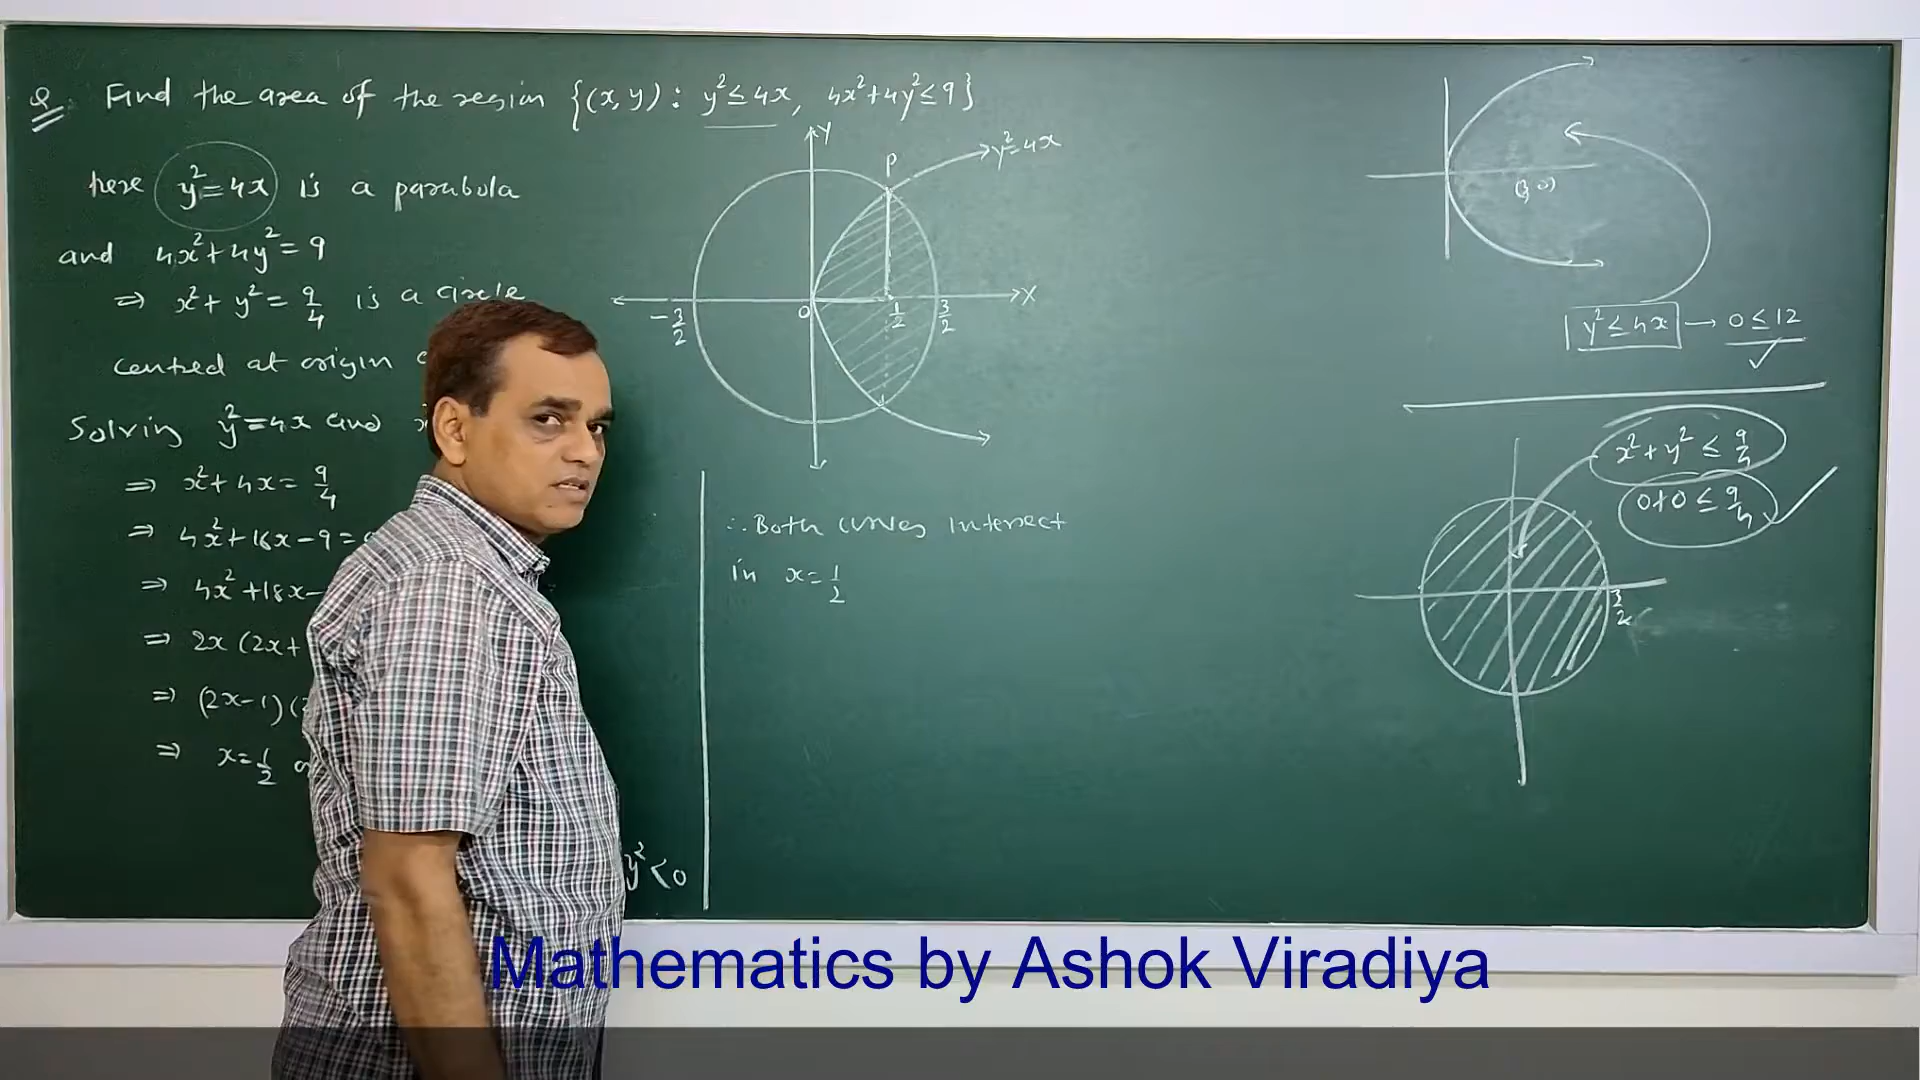 Q. Find the area of the region {(x, y) : y² ≤ 4x, 4x² + 4y² ≤ 9}
here y² = 4x is a parabola
and 4x² + 4y² = 9
⇒ x² + y² = 9/4 is a circle
centred at origin
Solving y² = 4x and
⇒ x² + 4x = 9/4
⇒ 4x² + 16x - 9 =
⇒ 4x² + 18x -
⇒ 2x (2x +
⇒ (2x - 1) (
⇒ x = 1/2
y² < 0
Y
P
y² = 4x
-3/2
O
1/2
3/2
X
∴ Both curves intersect
in x = 1/2
(3, 0)
y² ≤ 4x → 0 ≤ 12 ✓
x² + y² ≤ 9/4
0 + 0 ≤ 9/4 ✓
3/2
Mathematics by Ashok Viradiya